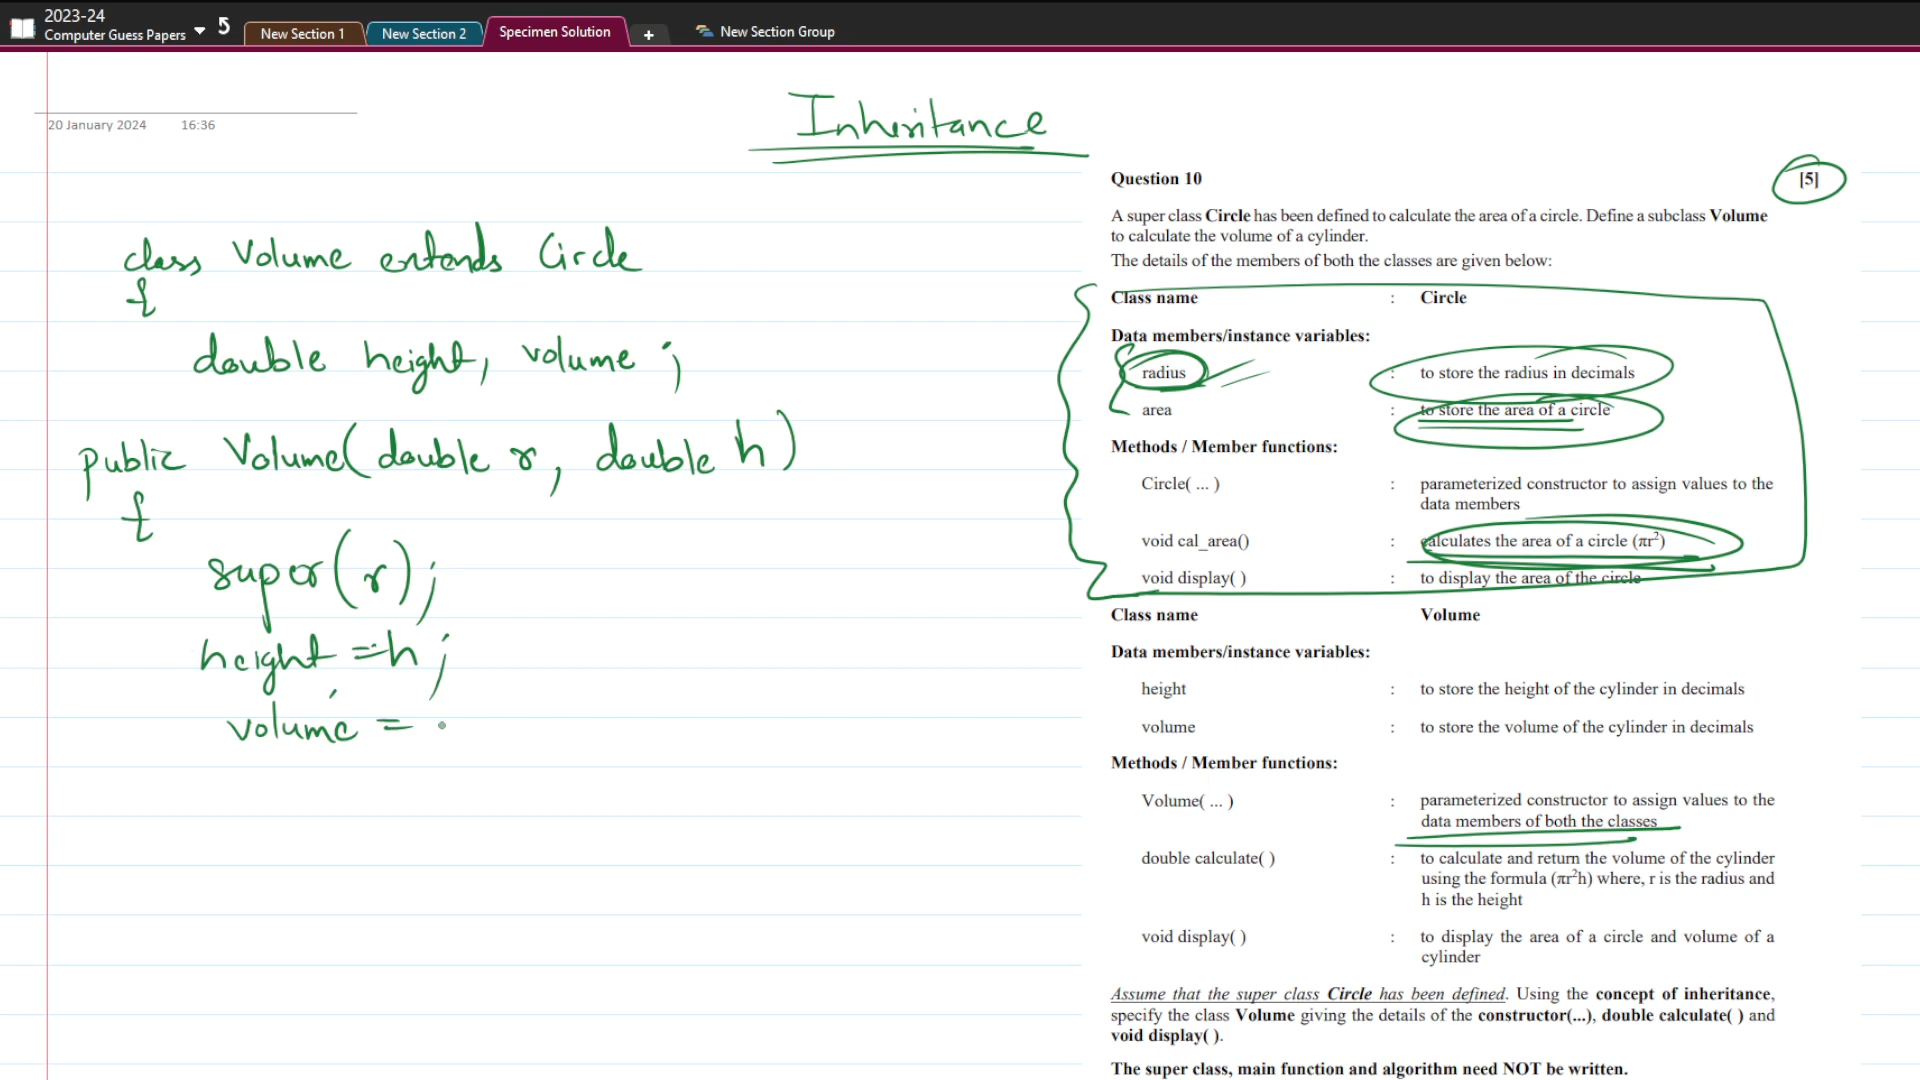 2023-24
Computer Guess Papers
New Section 1
New Section 2
Specimen Solution
+
New Section Group
20 January 2024 16:36
Inheritance
class Volume extends Circle
{
double height, volume ;
public Volume(double r, double h)
{
super(r);
height = h;
volume =
Question 10 [5]
A super class Circle has been defined to calculate the area of a circle. Define a subclass Volume
to calculate the volume of a cylinder.
The details of the members of both the classes are given below:
Class name : Circle
Data members/instance variables:
radius : to store the radius in decimals
area : to store the area of a circle
Methods / Member functions:
Circle( ... ) : parameterized constructor to assign values to the
data members
void cal_area() : calculates the area of a circle (πr²)
void display( ) : to display the area of the circle
Class name Volume
Data members/instance variables:
height : to store the height of the cylinder in decimals
volume : to store the volume of the cylinder in decimals
Methods / Member functions:
Volume( ... ) : parameterized constructor to assign values to the
data members of both the classes
double calculate( ) : to calculate and return the volume of the cylinder
using the formula (πr²h) where, r is the radius and
h is the height
void display( ) : to display the area of a circle and volume of a
cylinder
Assume that the super class Circle has been defined. Using the concept of inheritance,
specify the class Volume giving the details of the constructor(...), double calculate( ) and
void display( ).
The super class, main function and algorithm need NOT be written.